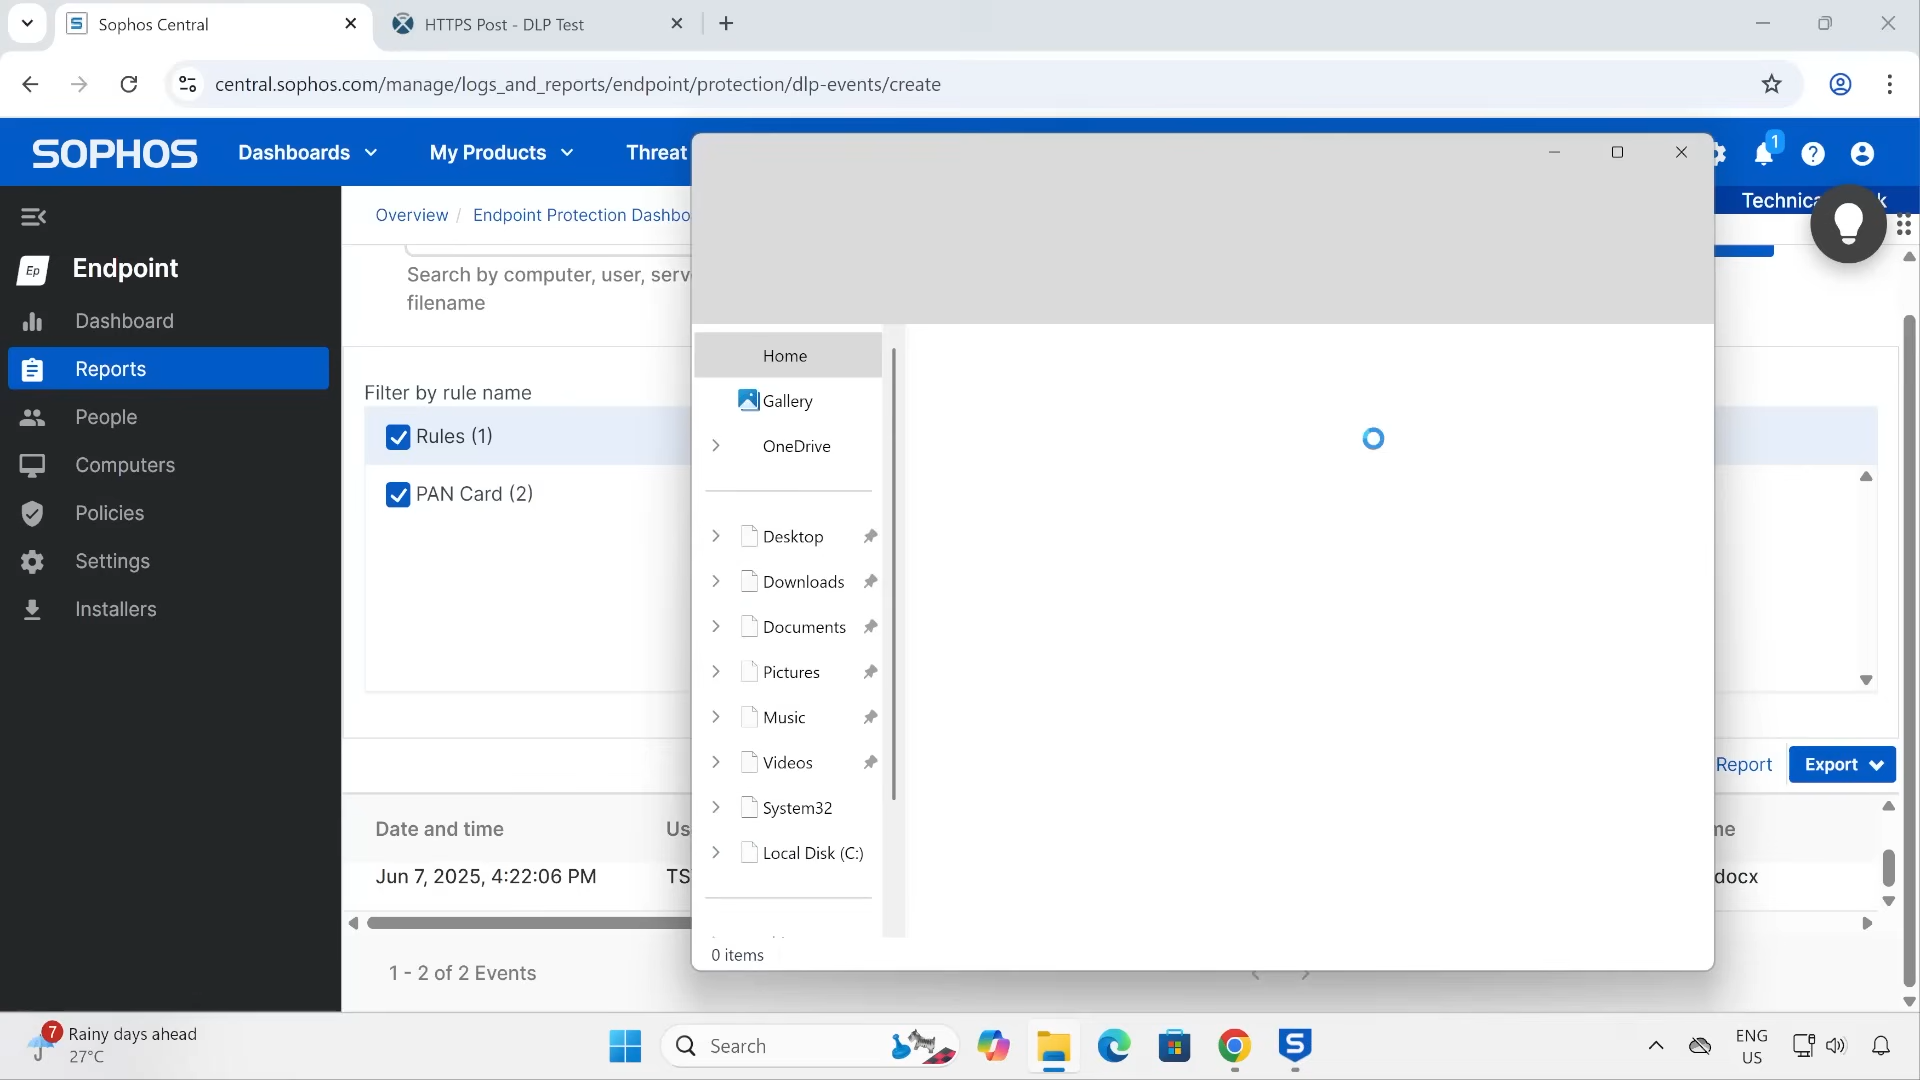 Sophos Central
HTTPS Post - DLP Test
central.sophos.com/manage/logs_and_reports/endpoint/protection/dlp-events/create
SOPHOS
Dashboards
My Products
Threat
1
Overview / Endpoint Protection Dashbo
Ep
Endpoint
Dashboard
Reports
People
Computers
Policies
Settings
Installers
Search by computer, user, serv
filename
Filter by rule name
Rules (1)
PAN Card (2)
Report
Export
Date and time
Us
me
Jun 7, 2025, 4:22:06 PM
TS
docx
1 - 2 of 2 Events
Home
Gallery
OneDrive
Desktop
Downloads
Documents
Pictures
Music
Videos
System32
Local Disk (C:)
0 items
7
Rainy days ahead
27°C
Search
ENG
US